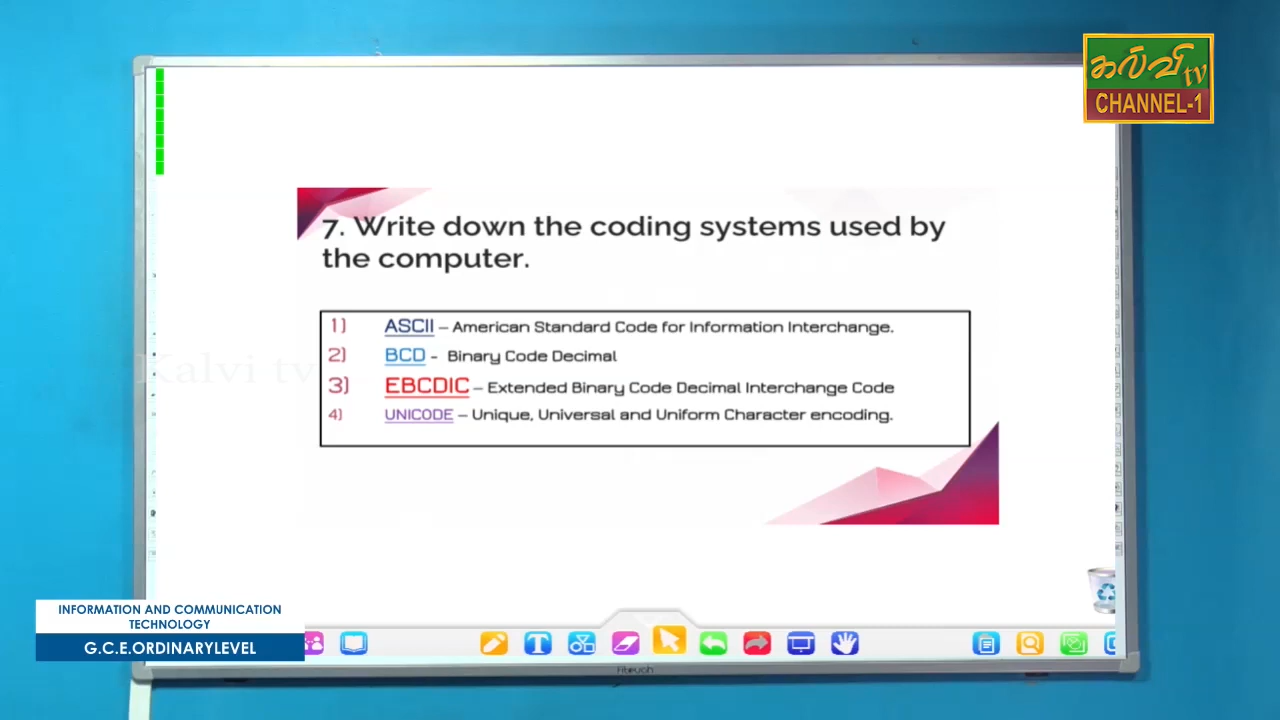 கல்வி tv
CHANNEL-1
7. Write down the coding systems used by
the computer.
1) ASCII – American Standard Code for Information Interchange.
2) BCD - Binary Code Decimal
3) EBCDIC – Extended Binary Code Decimal Interchange Code
4) UNICODE – Unique, Universal and Uniform Character encoding.
Kalvi tv
INFORMATION AND COMMUNICATION
TECHNOLOGY
G.C.E.ORDINARYLEVEL
T